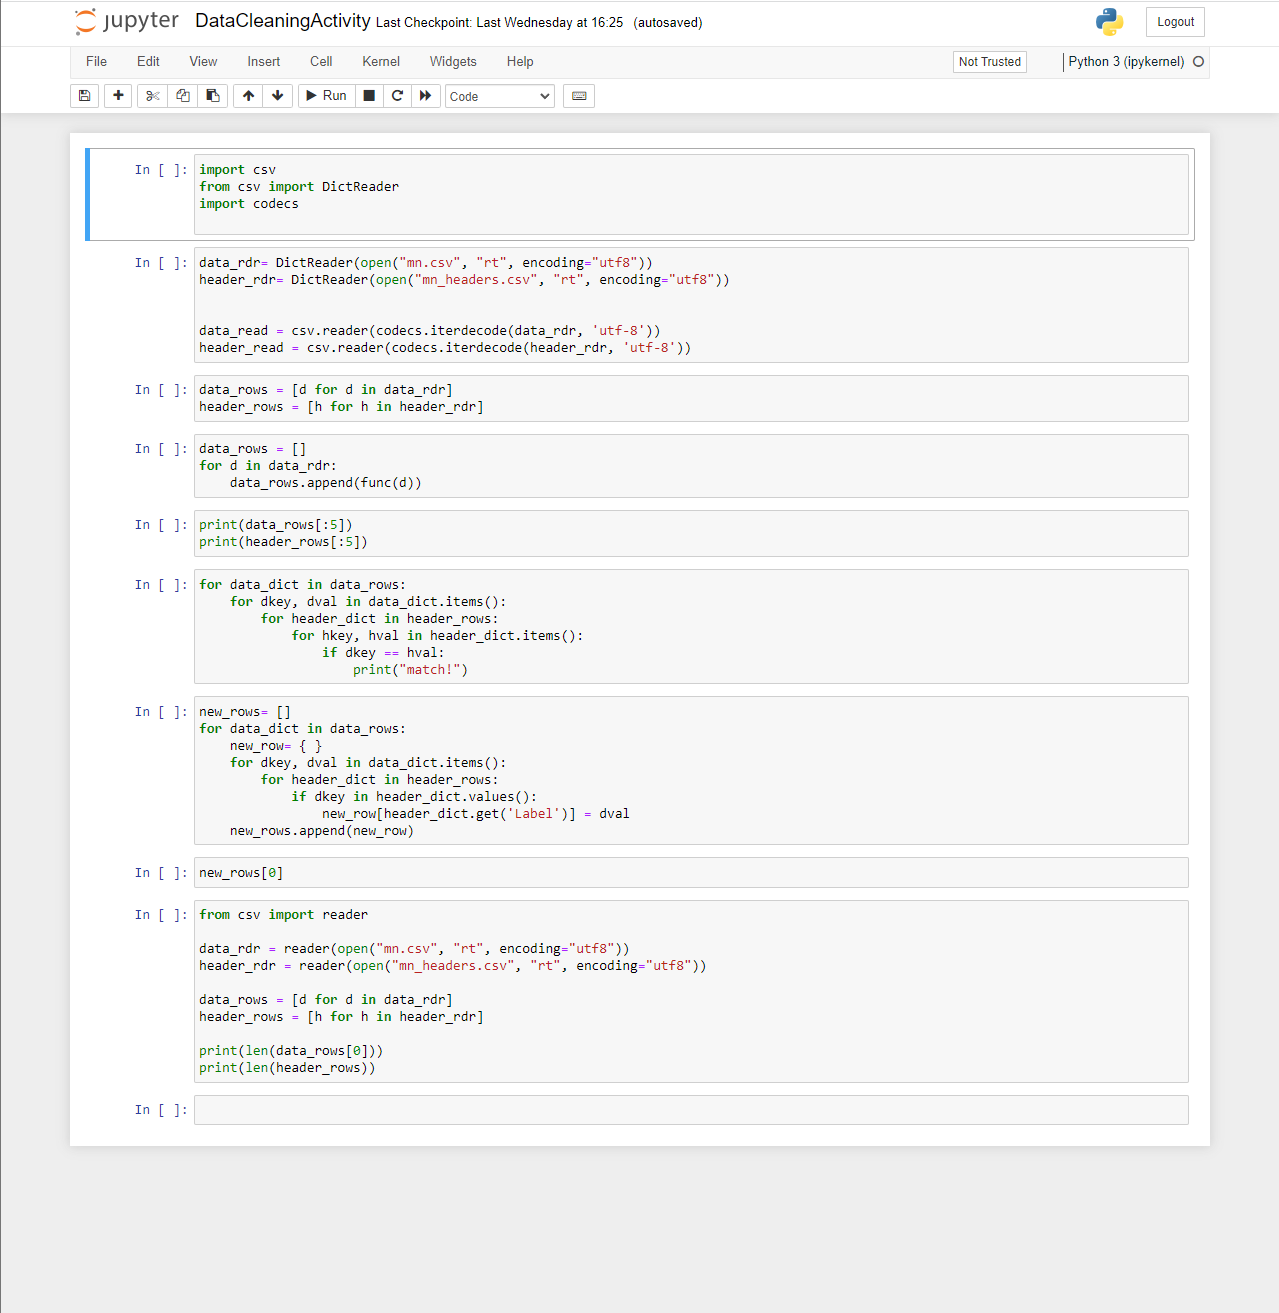 jupyter DataCleaningActivity Last Checkpoint: Last Wednesday at 16:25 (autosaved)
Logout
File Edit View Insert Cell Kernel Widgets Help
Not Trusted
Python 3 (ipykernel)
Run
Code
In [ ]:
import csv
from csv import DictReader
import codecs
In [ ]:
data_rdr= DictReader(open("mn.csv", "rt", encoding="utf8"))
header_rdr= DictReader(open("mn_headers.csv", "rt", encoding="utf8"))
data_read = csv.reader(codecs.iterdecode(data_rdr, 'utf-8'))
header_read = csv.reader(codecs.iterdecode(header_rdr, 'utf-8'))
In [ ]:
data_rows = [d for d in data_rdr]
header_rows = [h for h in header_rdr]
In [ ]:
data_rows = []
for d in data_rdr:
    data_rows.append(func(d))
In [ ]:
print(data_rows[:5])
print(header_rows[:5])
In [ ]:
for data_dict in data_rows:
    for dkey, dval in data_dict.items():
        for header_dict in header_rows:
            for hkey, hval in header_dict.items():
                if dkey == hval:
                    print("match!")
In [ ]:
new_rows= []
for data_dict in data_rows:
    new_row= { }
    for dkey, dval in data_dict.items():
        for header_dict in header_rows:
            if dkey in header_dict.values():
                new_row[header_dict.get('Label')] = dval
    new_rows.append(new_row)
In [ ]:
new_rows[0]
In [ ]:
from csv import reader
data_rdr = reader(open("mn.csv", "rt", encoding="utf8"))
header_rdr = reader(open("mn_headers.csv", "rt", encoding="utf8"))
data_rows = [d for d in data_rdr]
header_rows = [h for h in header_rdr]
print(len(data_rows[0]))
print(len(header_rows))
In [ ]: